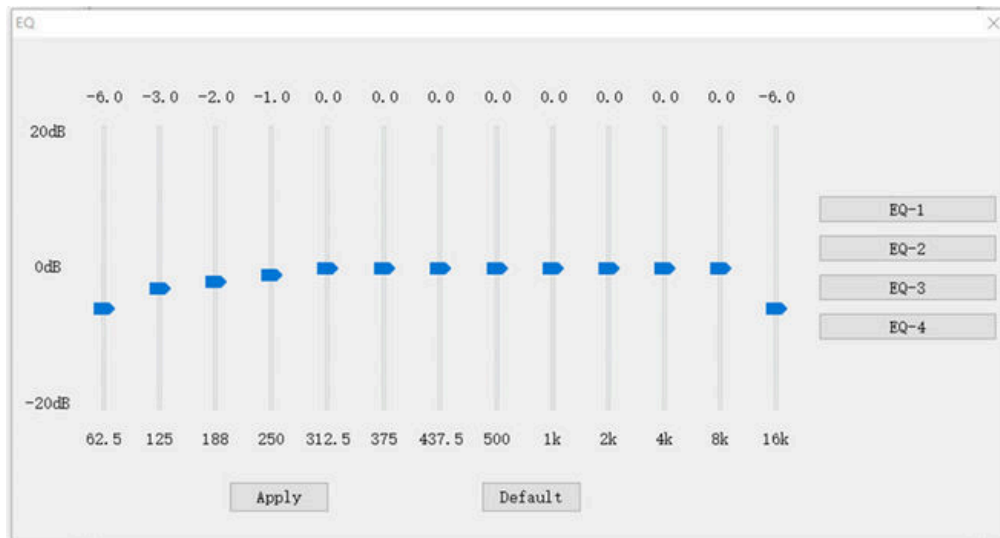 EQ
-6.0 -3.0 -2.0 -1.0 0.0 0.0 0.0 0.0 0.0 0.0 0.0 0.0 -6.0
20dB
EQ-1
EQ-2
0dB
EQ-3
EQ-4
-20dB
62.5 125 188 250 312.5 375 437.5 500 1k 2k 4k 8k 16k
Apply Default